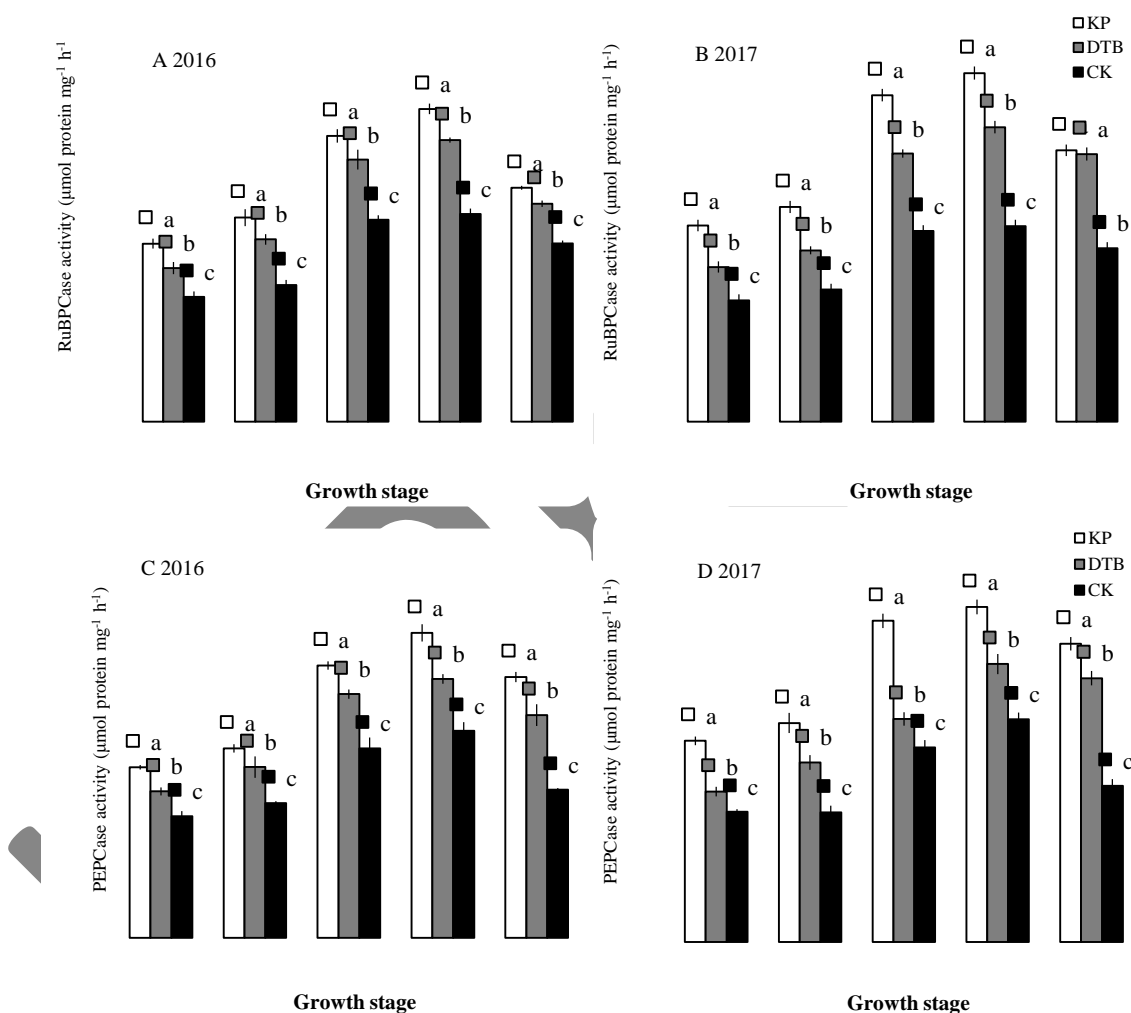 KP
DTB
CK
A 2016
B 2017
RuBPCase activity (μmol protein mg⁻¹ h⁻¹)
a
b
c
a
b
c
a
b
c
a
b
c
a
b
c
RuBPCase activity (μmol protein mg⁻¹ h⁻¹)
a
b
c
a
b
c
a
b
c
a
b
c
a
b
Growth stage
Growth stage
KP
DTB
CK
C 2016
D 2017
PEPCase activity (μmol protein mg⁻¹ h⁻¹)
a
b
c
a
b
c
a
b
c
a
b
c
a
b
c
PEPCase activity (μmol protein mg⁻¹ h⁻¹)
a
b
c
a
b
c
a
b
c
a
b
c
a
b
c
Growth stage
Growth stage